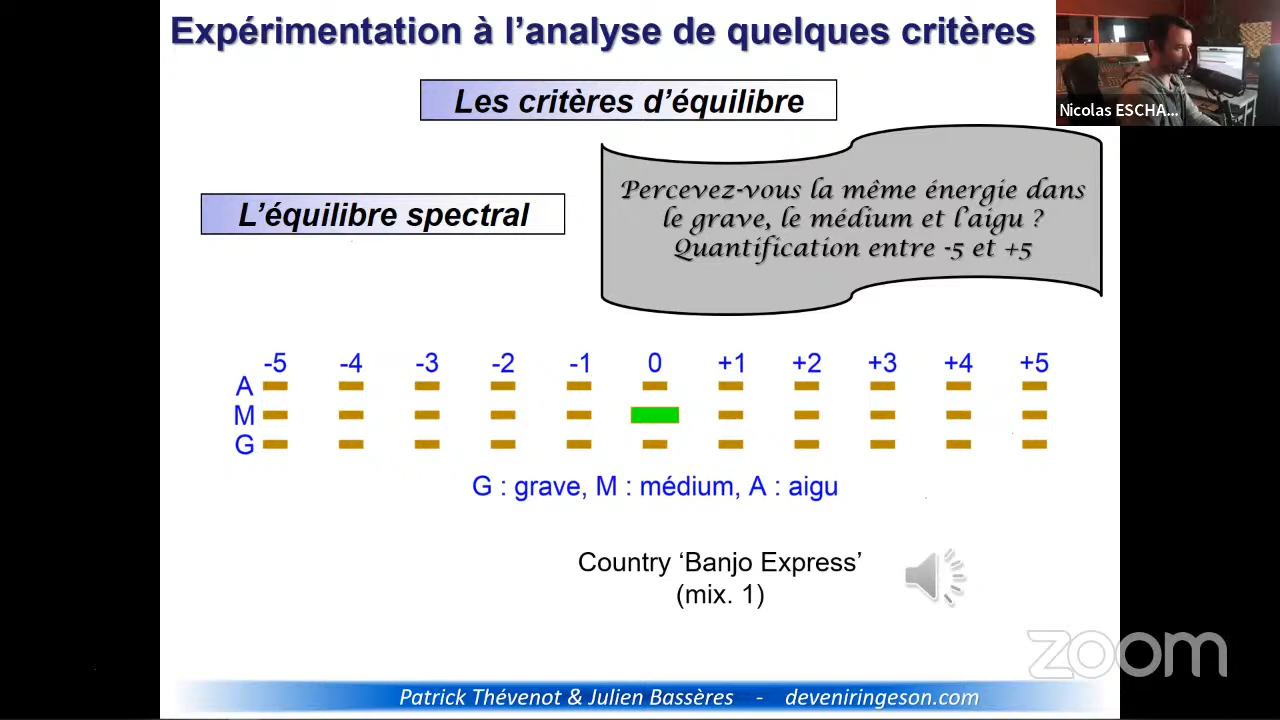 Expérimentation à l’analyse de quelques critères
Les critères d’équilibre
Nicolas ESCHA...
Percevez-vous la même énergie dans
le grave, le médium et l’aigu ?
Quantification entre -5 et +5
L’équilibre spectral
-5 -4 -3 -2 -1 0 +1 +2 +3 +4 +5
A
M
G
G : grave, M : médium, A : aigu
Country ‘Banjo Express’
(mix. 1)
zoom
Patrick Thévenot & Julien Bassères - deveniringeson.com